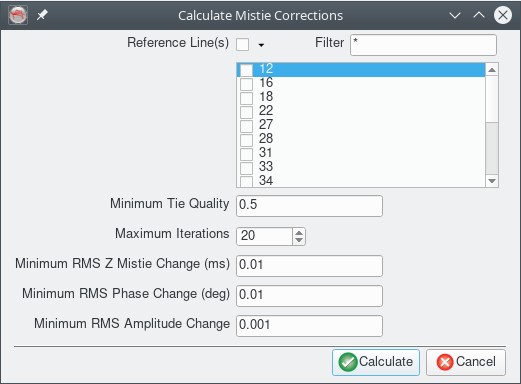 Calculate Mistie Corrections
Reference Line(s)
Filter *
12
16
18
22
27
28
31
33
34
Minimum Tie Quality 0.5
Maximum Iterations 20
Minimum RMS Z Mistie Change (ms) 0.01
Minimum RMS Phase Change (deg) 0.01
Minimum RMS Amplitude Change 0.001
Calculate Cancel